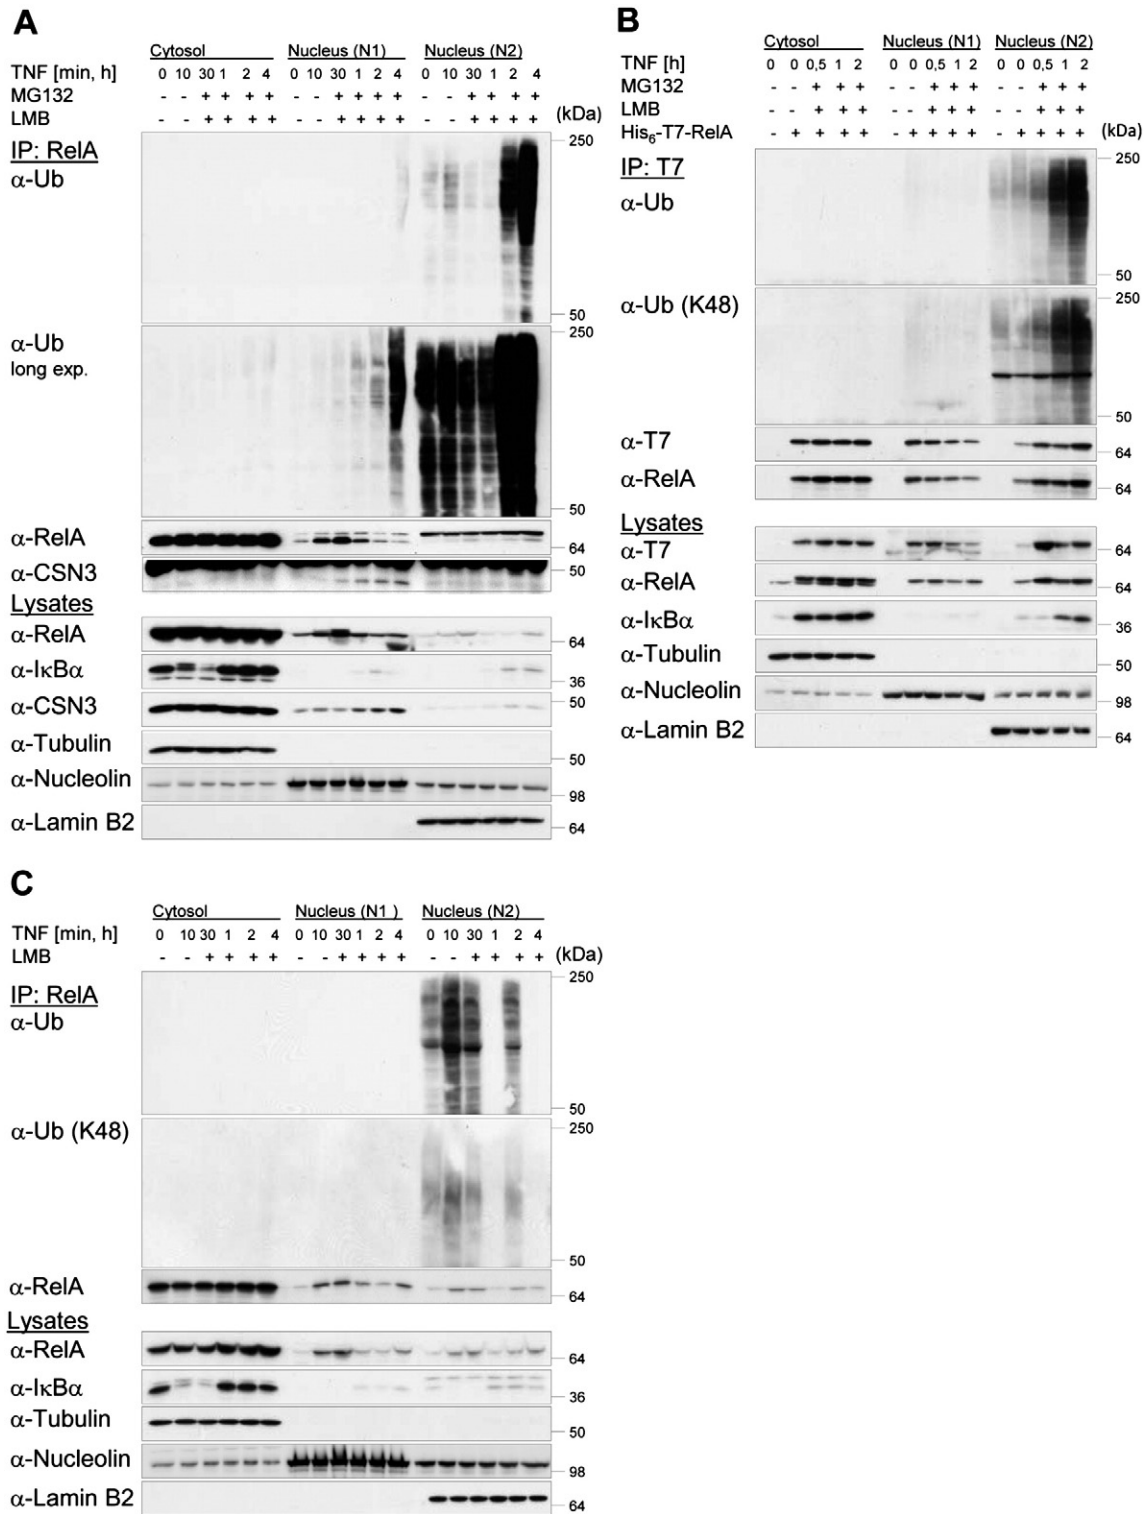 A
Cytosol Nucleus (N1) Nucleus (N2)
TNF [min, h] 0 10 30 1 2 4 0 10 30 1 2 4 0 10 30 1 2 4
MG132 - - + + + + - - + + + + - - + + + +
LMB - - + + + + - - + + + + - - + + + + (kDa)
IP: RelA 250
α-Ub
50
α-Ub 250
long exp.
50
α-RelA 64
α-CSN3 50
Lysates
α-RelA 64
α-IκBα 36
α-CSN3 50
α-Tubulin 50
α-Nucleolin 98
α-Lamin B2 64
B
Cytosol Nucleus (N1) Nucleus (N2)
TNF [h] 0 0 0,5 1 2 0 0 0,5 1 2 0 0 0,5 1 2
MG132 - - + + + - - + + + - - + + +
LMB - - + + + - - + + + - - + + +
His6-T7-RelA - + + + + - + + + + - + + + + (kDa)
IP: T7 250
α-Ub
50
α-Ub (K48) 250
50
α-T7 64
α-RelA 64
Lysates
α-T7 64
α-RelA 64
α-IκBα 36
α-Tubulin 50
α-Nucleolin 98
α-Lamin B2 64
C
Cytosol Nucleus (N1 ) Nucleus (N2)
TNF [min, h] 0 10 30 1 2 4 0 10 30 1 2 4 0 10 30 1 2 4
LMB - - + + + + - - + + + + - - + + + + (kDa)
IP: RelA 250
α-Ub
50
α-Ub (K48) 250
50
α-RelA 64
Lysates
α-RelA 64
α-IκBα 36
α-Tubulin 50
α-Nucleolin 98
α-Lamin B2 64